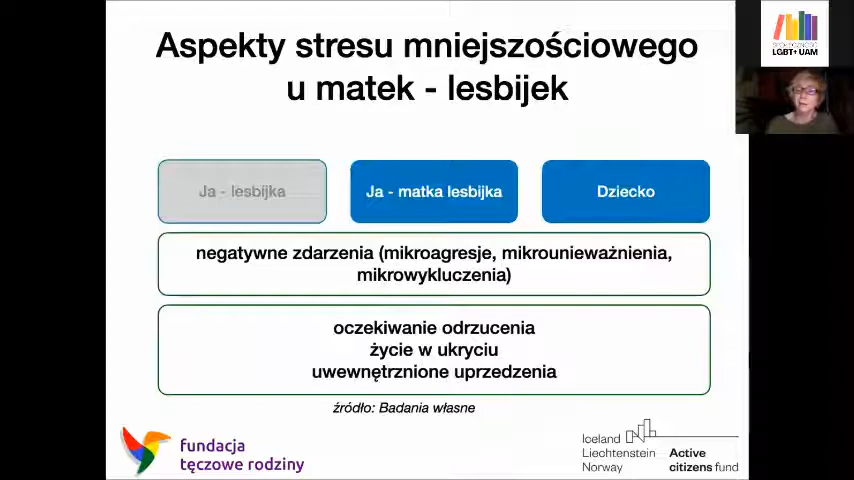 Aspekty stresu mniejszościowego
u matek - lesbijek
Ja - lesbijka
Ja - matka lesbijka
Dziecko
negatywne zdarzenia (mikroagresje, mikrounieważnienia,
mikrowykluczenia)
oczekiwanie odrzucenia
życie w ukryciu
uwewnętrznione uprzedzenia
źródło: Badania własne
fundacja
tęczowe rodziny
Iceland
Liechtenstein
Norway
Active
citizens fund
SPOŁECZNOŚĆ
LGBT+ UAM